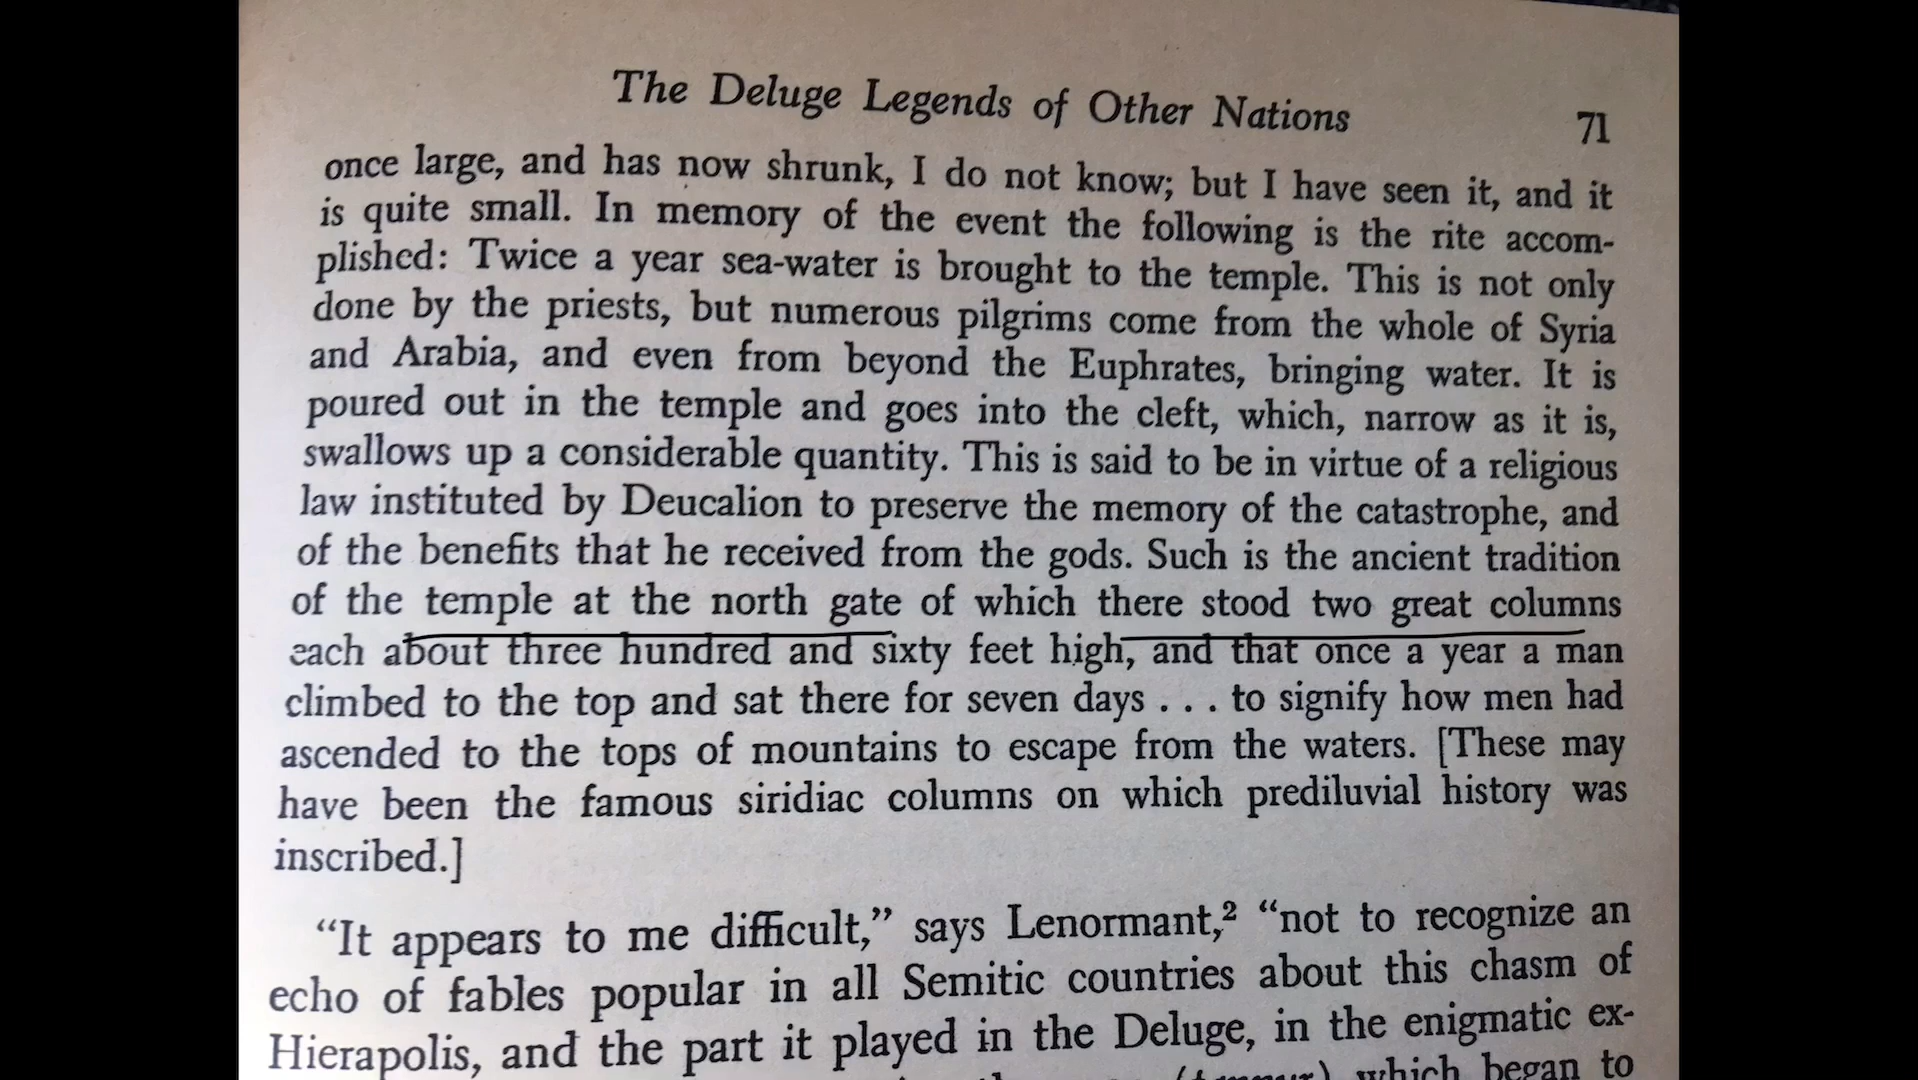 The Deluge Legends of Other Nations 71
once large, and has now shrunk, I do not know; but I have seen it, and it
is quite small. In memory of the event the following is the rite accom-
plished: Twice a year sea-water is brought to the temple. This is not only
done by the priests, but numerous pilgrims come from the whole of Syria
and Arabia, and even from beyond the Euphrates, bringing water. It is
poured out in the temple and goes into the cleft, which, narrow as it is,
swallows up a considerable quantity. This is said to be in virtue of a religious
law instituted by Deucalion to preserve the memory of the catastrophe, and
of the benefits that he received from the gods. Such is the ancient tradition
of the temple at the north gate of which there stood two great columns
each about three hundred and sixty feet high, and that once a year a man
climbed to the top and sat there for seven days . . . to signify how men had
ascended to the tops of mountains to escape from the waters. [These may
have been the famous siridiac columns on which prediluvial history was
inscribed.]
“It appears to me difficult,” says Lenormant,² “not to recognize an
echo of fables popular in all Semitic countries about this chasm of
Hierapolis, and the part it played in the Deluge, in the enigmatic ex-
which began to